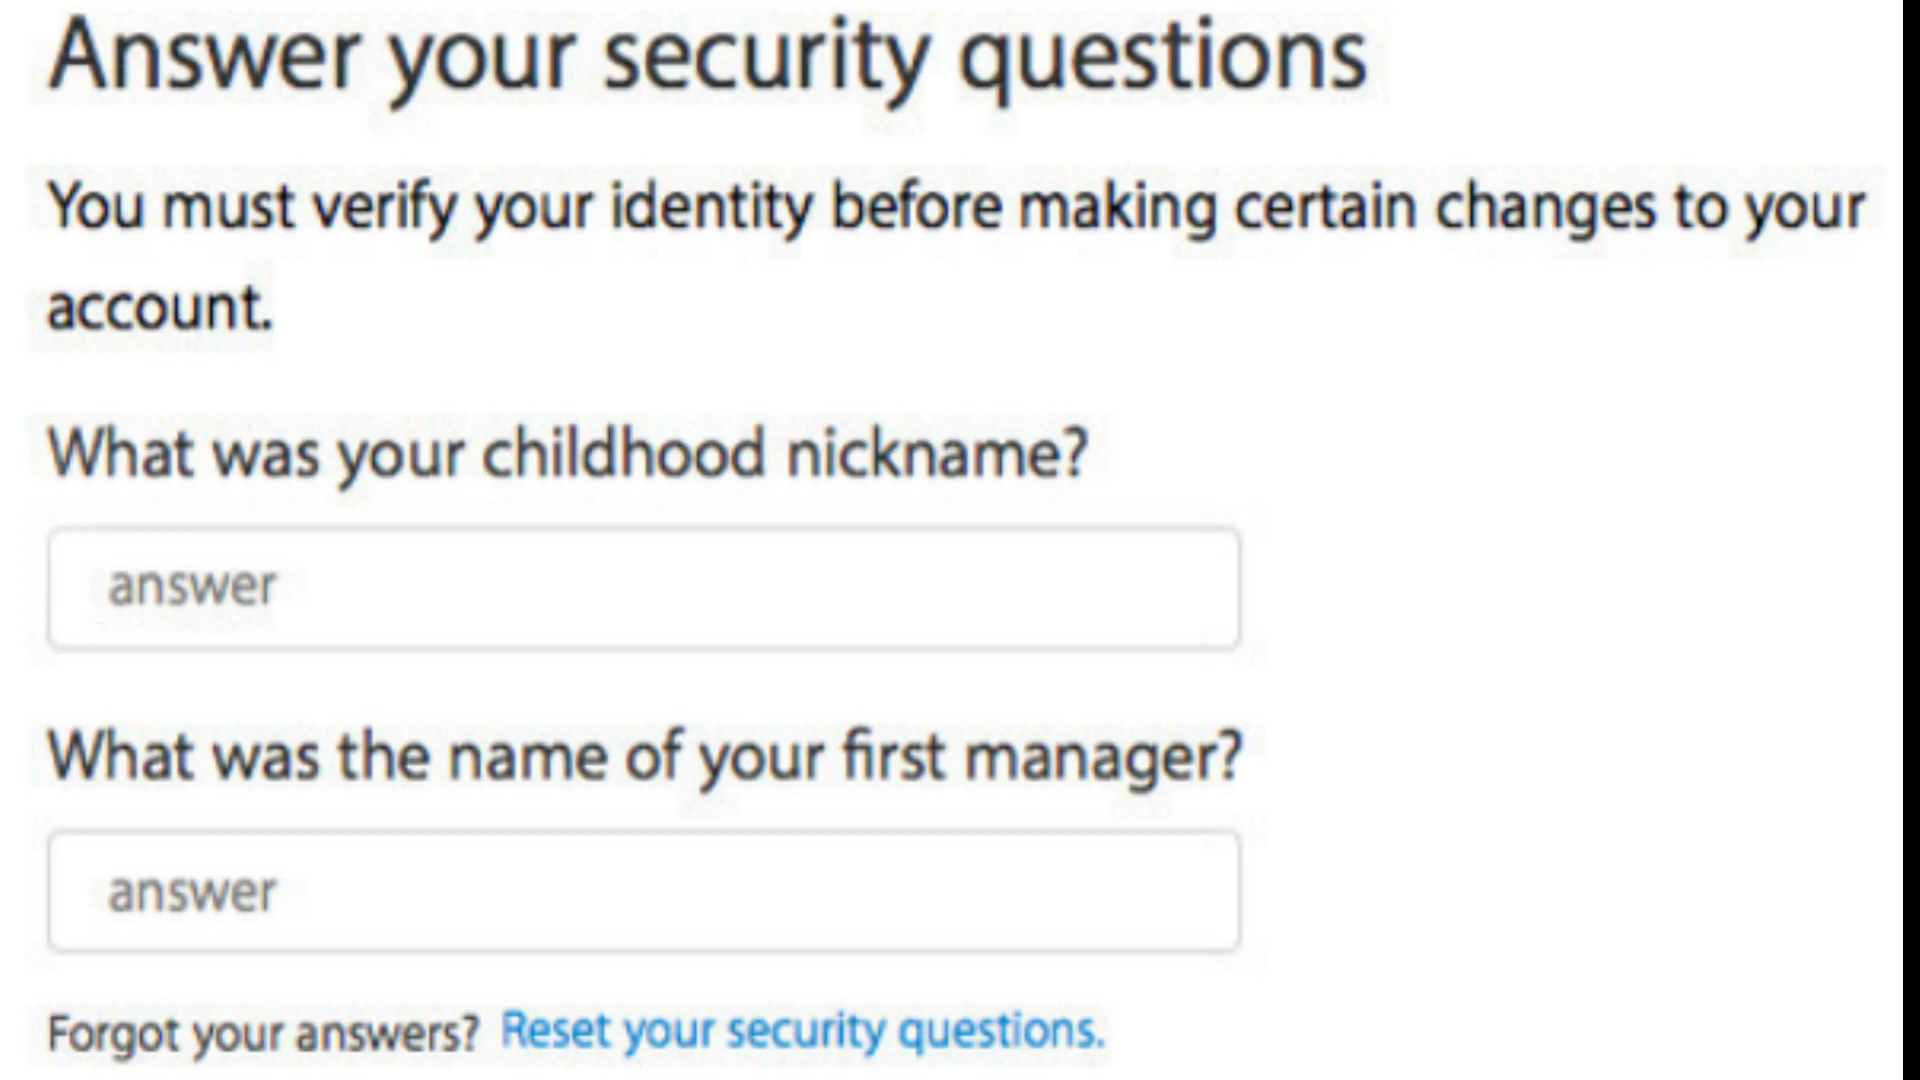 Answer your security questions
You must verify your identity before making certain changes to your
account.
What was your childhood nickname?
answer
What was the name of your first manager?
answer
Forgot your answers? Reset your security questions.